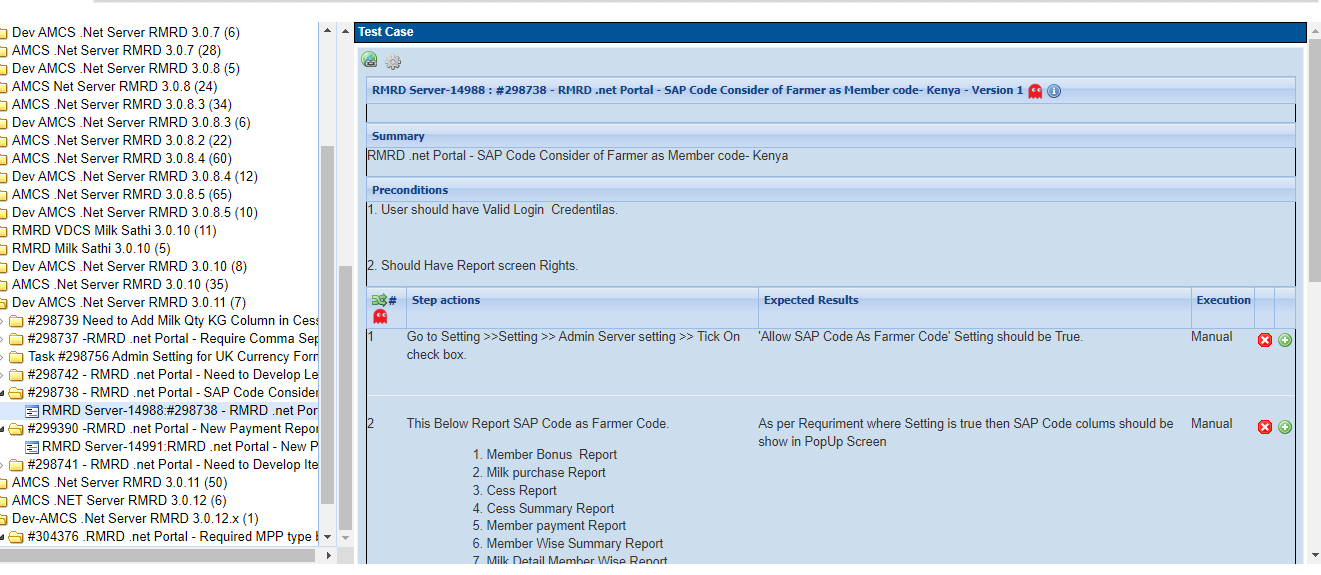 Dev AMCS .Net Server RMRD 3.0.7 (6)
AMCS .Net Server RMRD 3.0.7 (28)
Dev AMCS .Net Server RMRD 3.0.8 (5)
AMCS Net Server RMRD 3.0.8 (24)
AMCS .Net Server RMRD 3.0.8.3 (34)
Dev AMCS .Net Server RMRD 3.0.8.3 (6)
AMCS .Net Server RMRD 3.0.8.2 (22)
AMCS .Net Server RMRD 3.0.8.4 (60)
Dev AMCS .Net Server RMRD 3.0.8.4 (12)
AMCS .Net Server RMRD 3.0.8.5 (65)
Dev AMCS .Net Server RMRD 3.0.8.5 (10)
RMRD VDCS Milk Sathi 3.0.10 (11)
RMRD Milk Sathi 3.0.10 (5)
Dev AMCS .Net Server RMRD 3.0.10 (8)
AMCS .Net Server RMRD 3.0.10 (35)
Dev AMCS .Net Server RMRD 3.0.11 (7)
#298739 Need to Add Milk Qty KG Column in Cess
#298737 -RMRD .net Portal - Require Comma Sep
Task #298756 Admin Setting for UK Currency Form
#298742 - RMRD .net Portal - Need to Develop Le
#298738 - RMRD .net Portal - SAP Code Consider
RMRD Server-14988:#298738 - RMRD .net Por
#299390 -RMRD .net Portal - New Payment Repor
RMRD Server-14991:RMRD .net Portal - New P
#298741 - RMRD .net Portal - Need to Develop Ite
AMCS .Net Server RMRD 3.0.11 (50)
AMCS .NET Server RMRD 3.0.12 (6)
Dev-AMCS .Net Server RMRD 3.0.12.x (1)
#304376 .RMRD .net Portal - Required MPP type
Test Case
RMRD Server-14988 : #298738 - RMRD .net Portal - SAP Code Consider of Farmer as Member code- Kenya - Version 1
Summary
RMRD .net Portal - SAP Code Consider of Farmer as Member code- Kenya
Preconditions
1. User should have Valid Login Credentilas.
2. Should Have Report screen Rights.
# Step actions Expected Results Execution
1 Go to Setting >>Setting >> Admin Server setting >> Tick On 'Allow SAP Code As Farmer Code' Setting should be True. Manual
check box.
2 This Below Report SAP Code as Farmer Code. As per Requriment where Setting is true then SAP Code colums should be Manual
show in PopUp Screen
1. Member Bonus Report
2. Milk purchase Report
3. Cess Report
4. Cess Summary Report
5. Member payment Report
6. Member Wise Summary Report
7. Milk Detail Member Wise Report